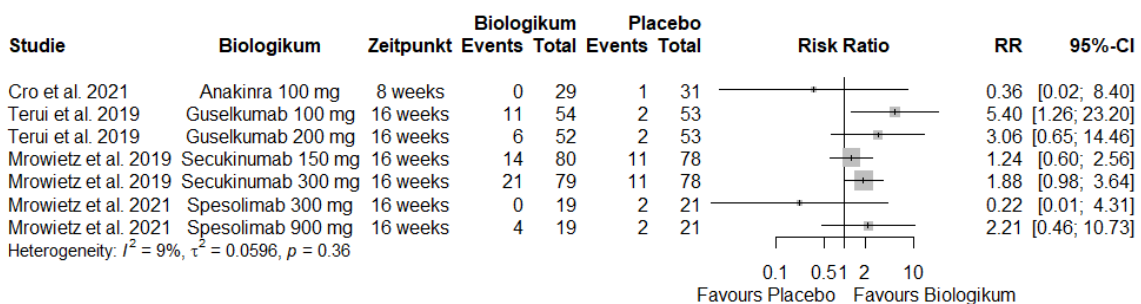 Biologikum Placebo
Studie Biologikum Zeitpunkt Events Total Events Total Risk Ratio RR 95%-CI
Cro et al. 2021 Anakinra 100 mg 8 weeks 0 29 1 31 0.36 [0.02; 8.40]
Terui et al. 2019 Guselkumab 100 mg 16 weeks 11 54 2 53 5.40 [1.26; 23.20]
Terui et al. 2019 Guselkumab 200 mg 16 weeks 6 52 2 53 3.06 [0.65; 14.46]
Mrowietz et al. 2019 Secukinumab 150 mg 16 weeks 14 80 11 78 1.24 [0.60; 2.56]
Mrowietz et al. 2019 Secukinumab 300 mg 16 weeks 21 79 11 78 1.88 [0.98; 3.64]
Mrowietz et al. 2021 Spesolimab 300 mg 16 weeks 0 19 2 21 0.22 [0.01; 4.31]
Mrowietz et al. 2021 Spesolimab 900 mg 16 weeks 4 19 2 21 2.21 [0.46; 10.73]
Heterogeneity: I² = 9%, τ² = 0.0596, p = 0.36
0.1 0.5 1 2 10
Favours Placebo Favours Biologikum